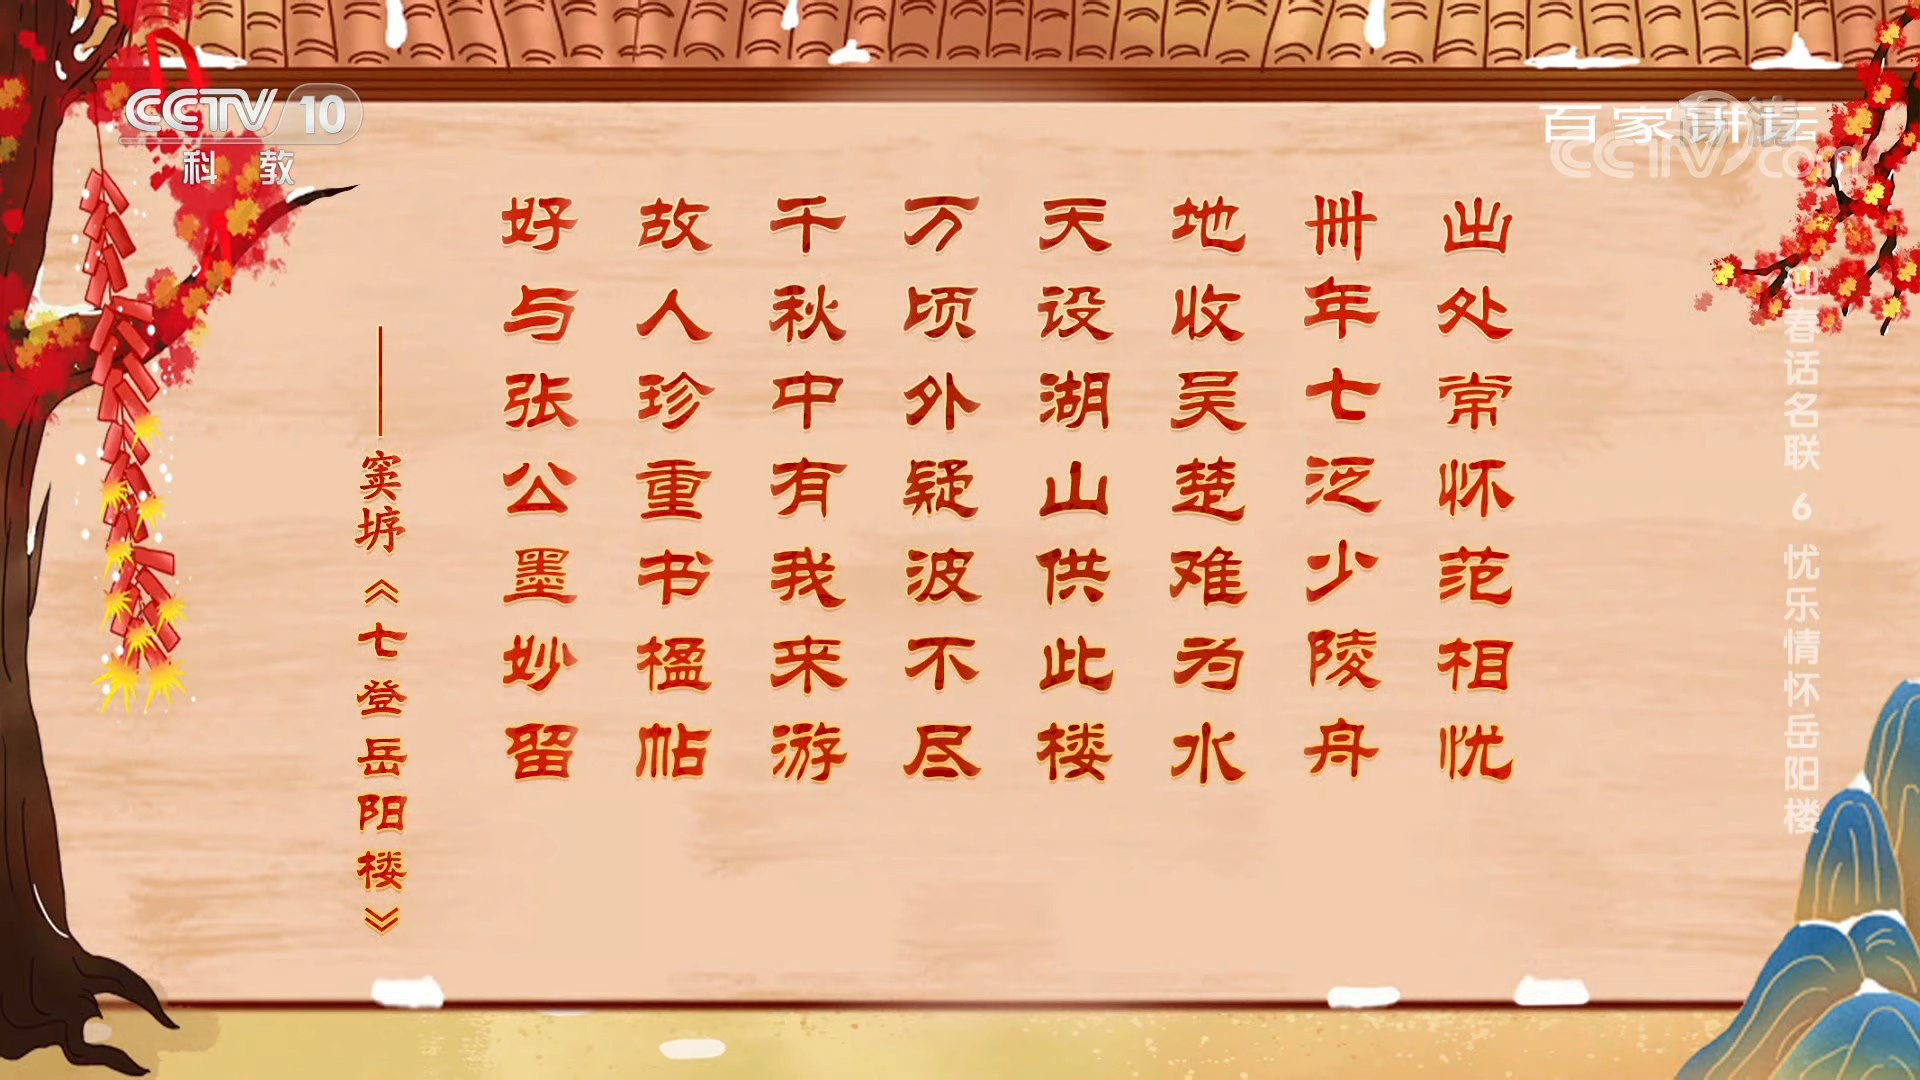 CCTV 10
科 教
百家讲坛
CCTV.com
迎春话名联 6 忧乐情怀岳阳楼
出处常怀范相忧
卌年七泛少陵舟
地收吴楚难为水
天设湖山供此楼
万顷外疑波不尽
千秋中有我来游
故人珍重书楹帖
好与张公墨妙留
——窦垿《七登岳阳楼》